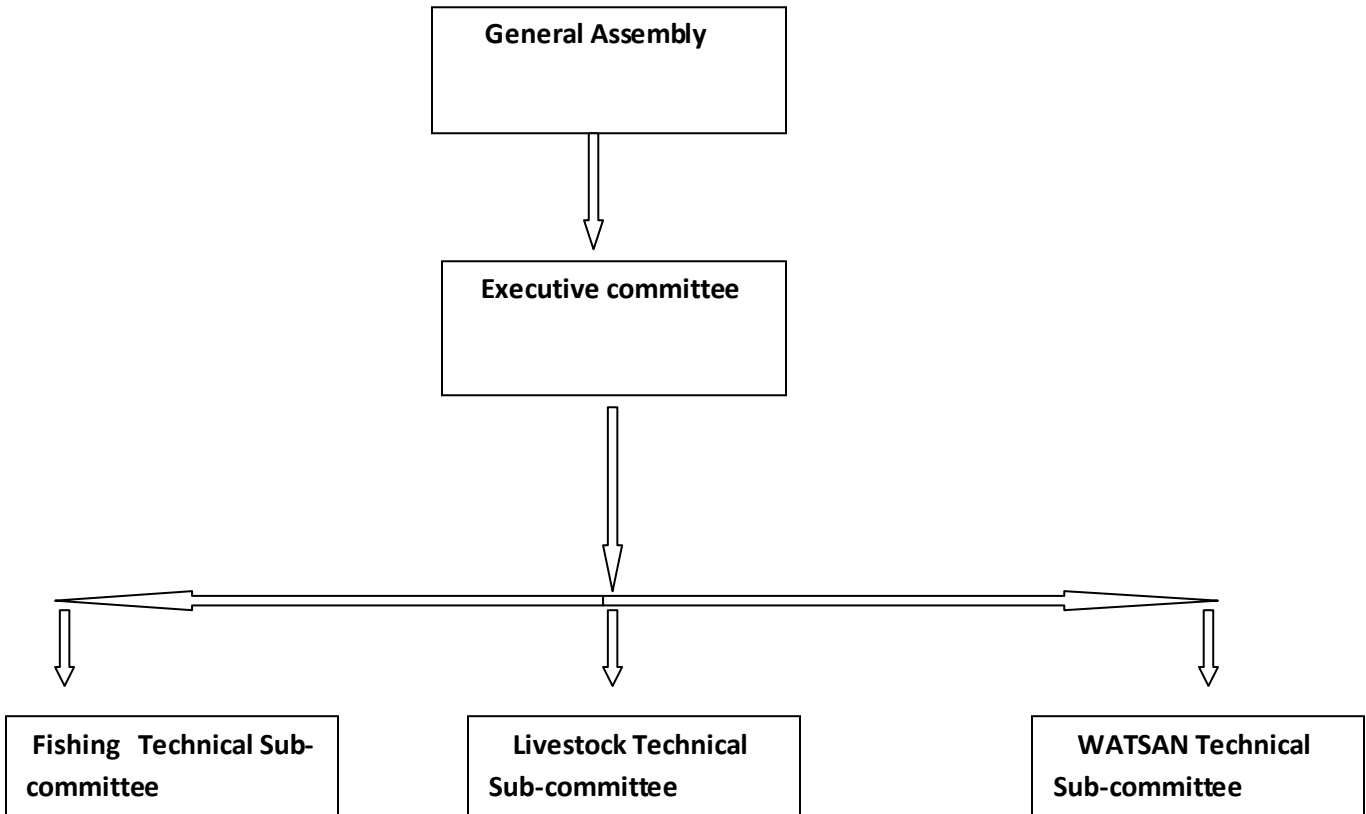 General Assembly
Executive committee
Fishing Technical Sub-
committee
Livestock Technical
Sub-committee
WATSAN Technical
Sub-committee